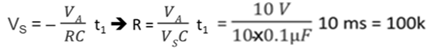 V_S = − V_A / RC t_1 → R = V_A / V_S C t_1 = 10 V / 10×0.1μF 10 ms = 100k